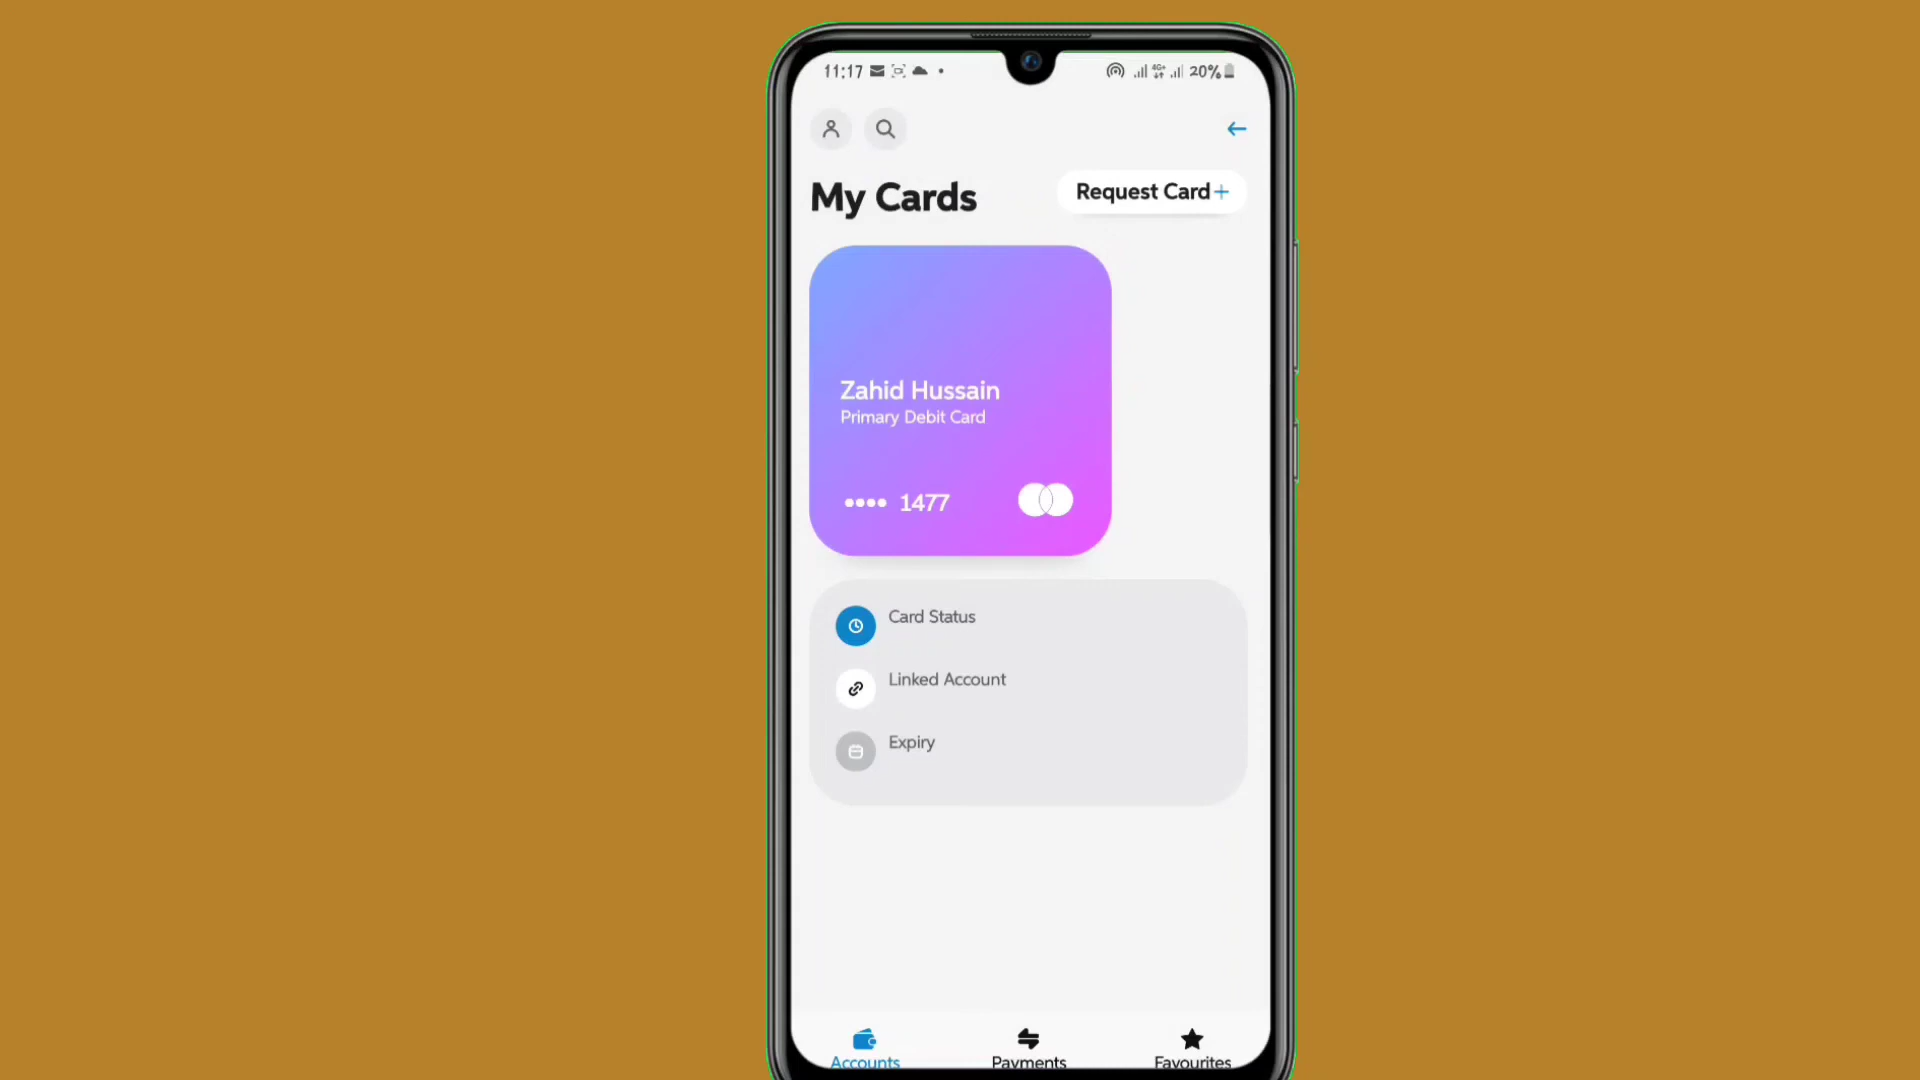 11:17 4G+ 20%
My Cards
Request Card+
Zahid Hussain
Primary Debit Card
•••• 1477
Card Status
Linked Account
Expiry
Accounts Payments Favourites